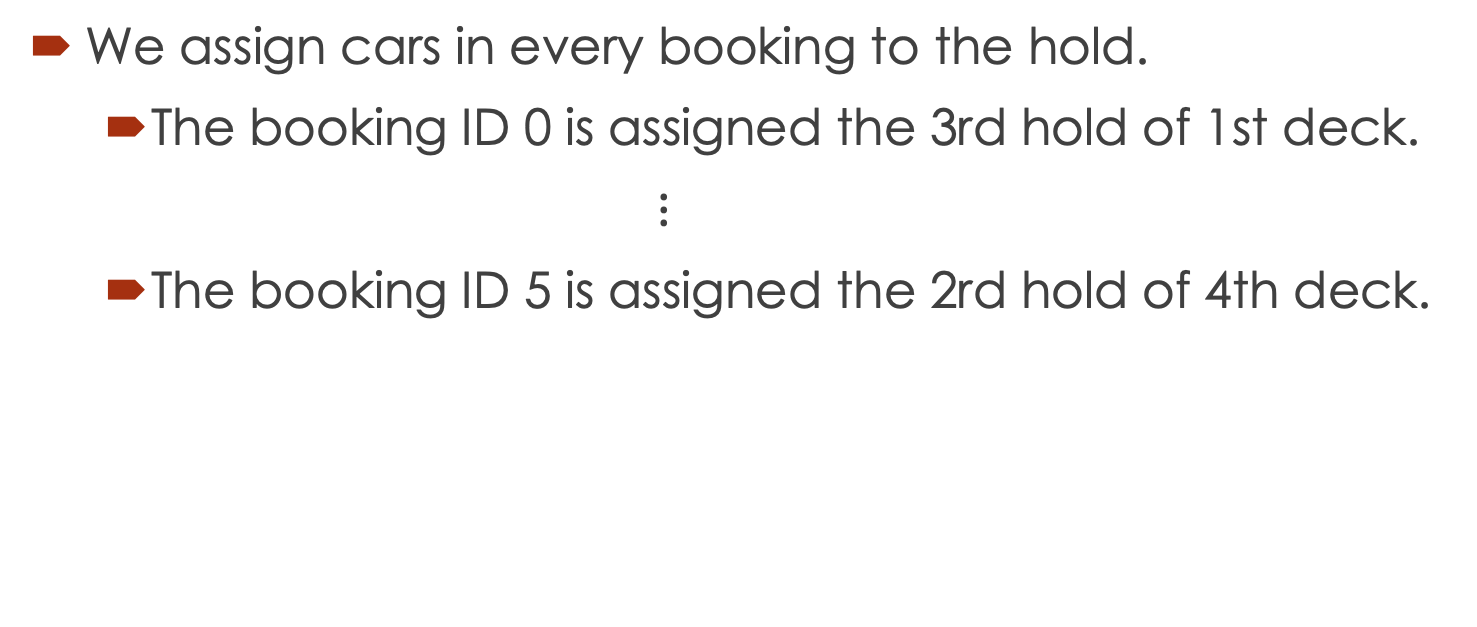 We assign cars in every booking to the hold.
The booking ID 0 is assigned the 3rd hold of 1st deck.
⋮
The booking ID 5 is assigned the 2rd hold of 4th deck.